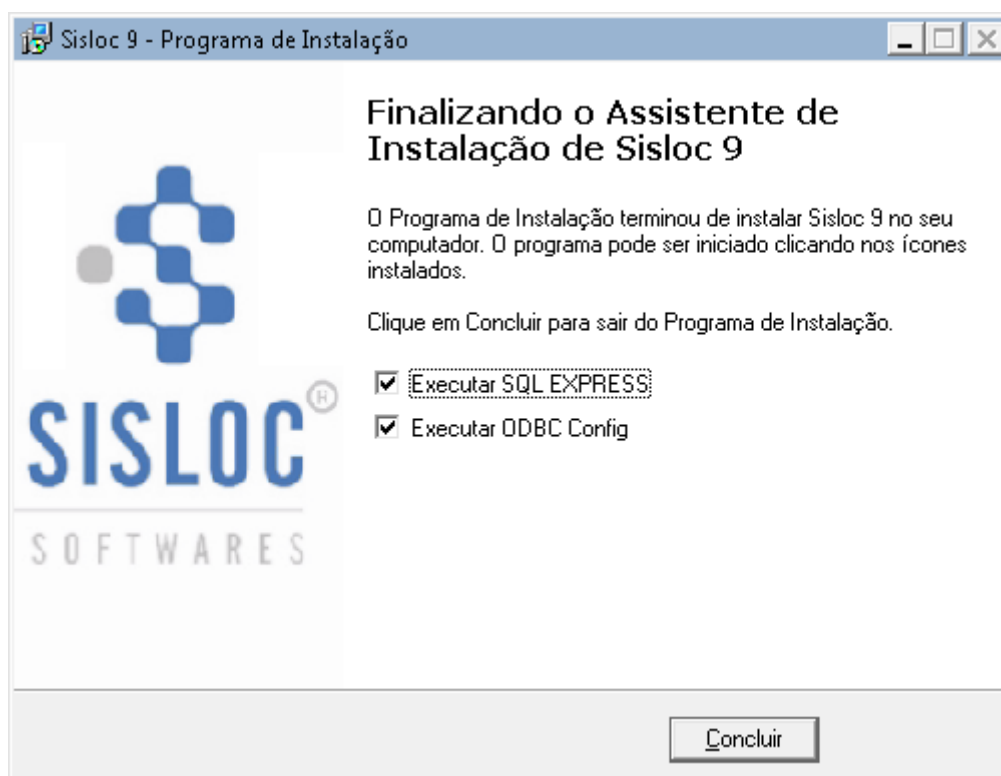 Sisloc 9 - Programa de Instalação
Finalizando o Assistente de
Instalação de Sisloc 9
O Programa de Instalação terminou de instalar Sisloc 9 no seu
computador. O programa pode ser iniciado clicando nos ícones
instalados.
Clique em Concluir para sair do Programa de Instalação.
Executar SQL EXPRESS
Executar ODBC Config
SISLOC®
SOFTWARES
Concluir